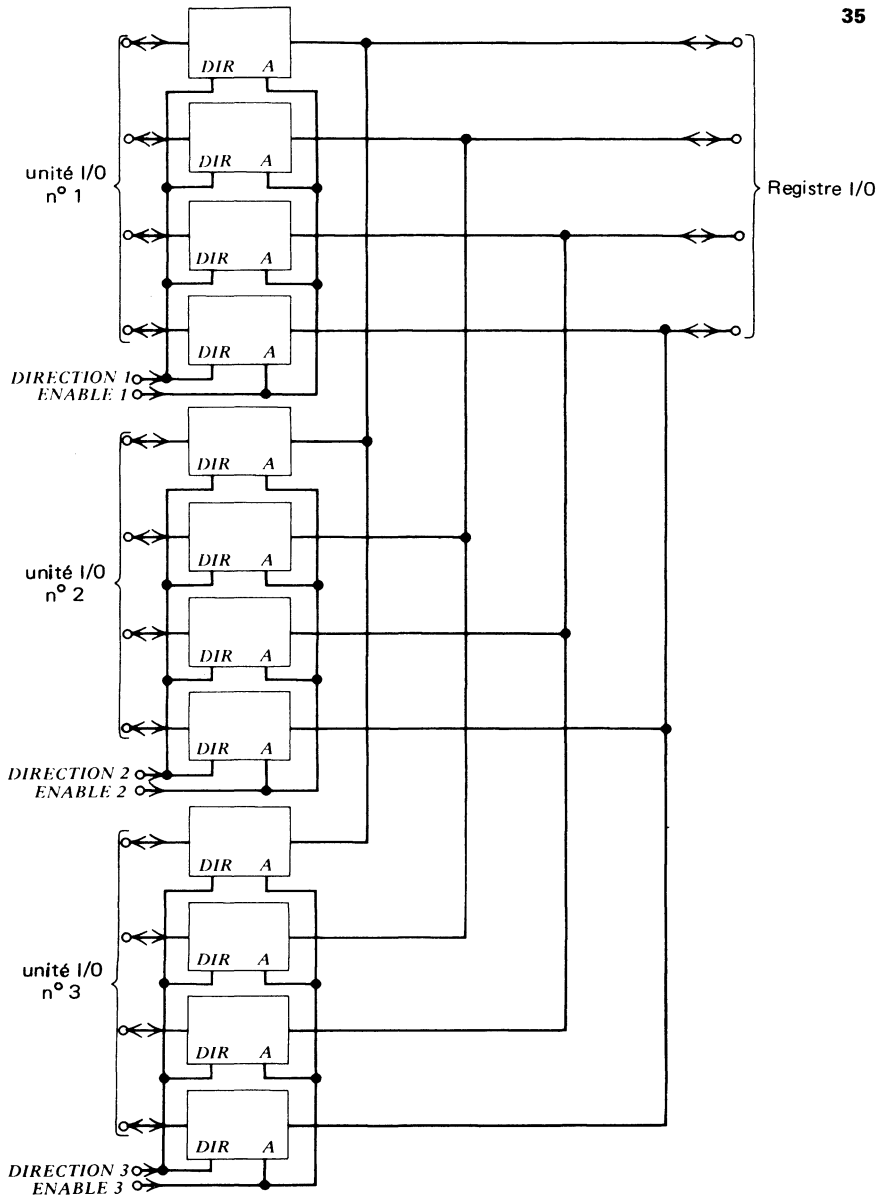 35
DIR A
DIR A
unité I/O
n° 1
Registre I/O
DIR A
DIR A
DIRECTION 1
ENABLE 1
DIR A
DIR A
unité I/O
n° 2
DIR A
DIR A
DIRECTION 2
ENABLE 2
DIR A
DIR A
unité I/O
n° 3
DIR A
DIR A
DIRECTION 3
ENABLE 3